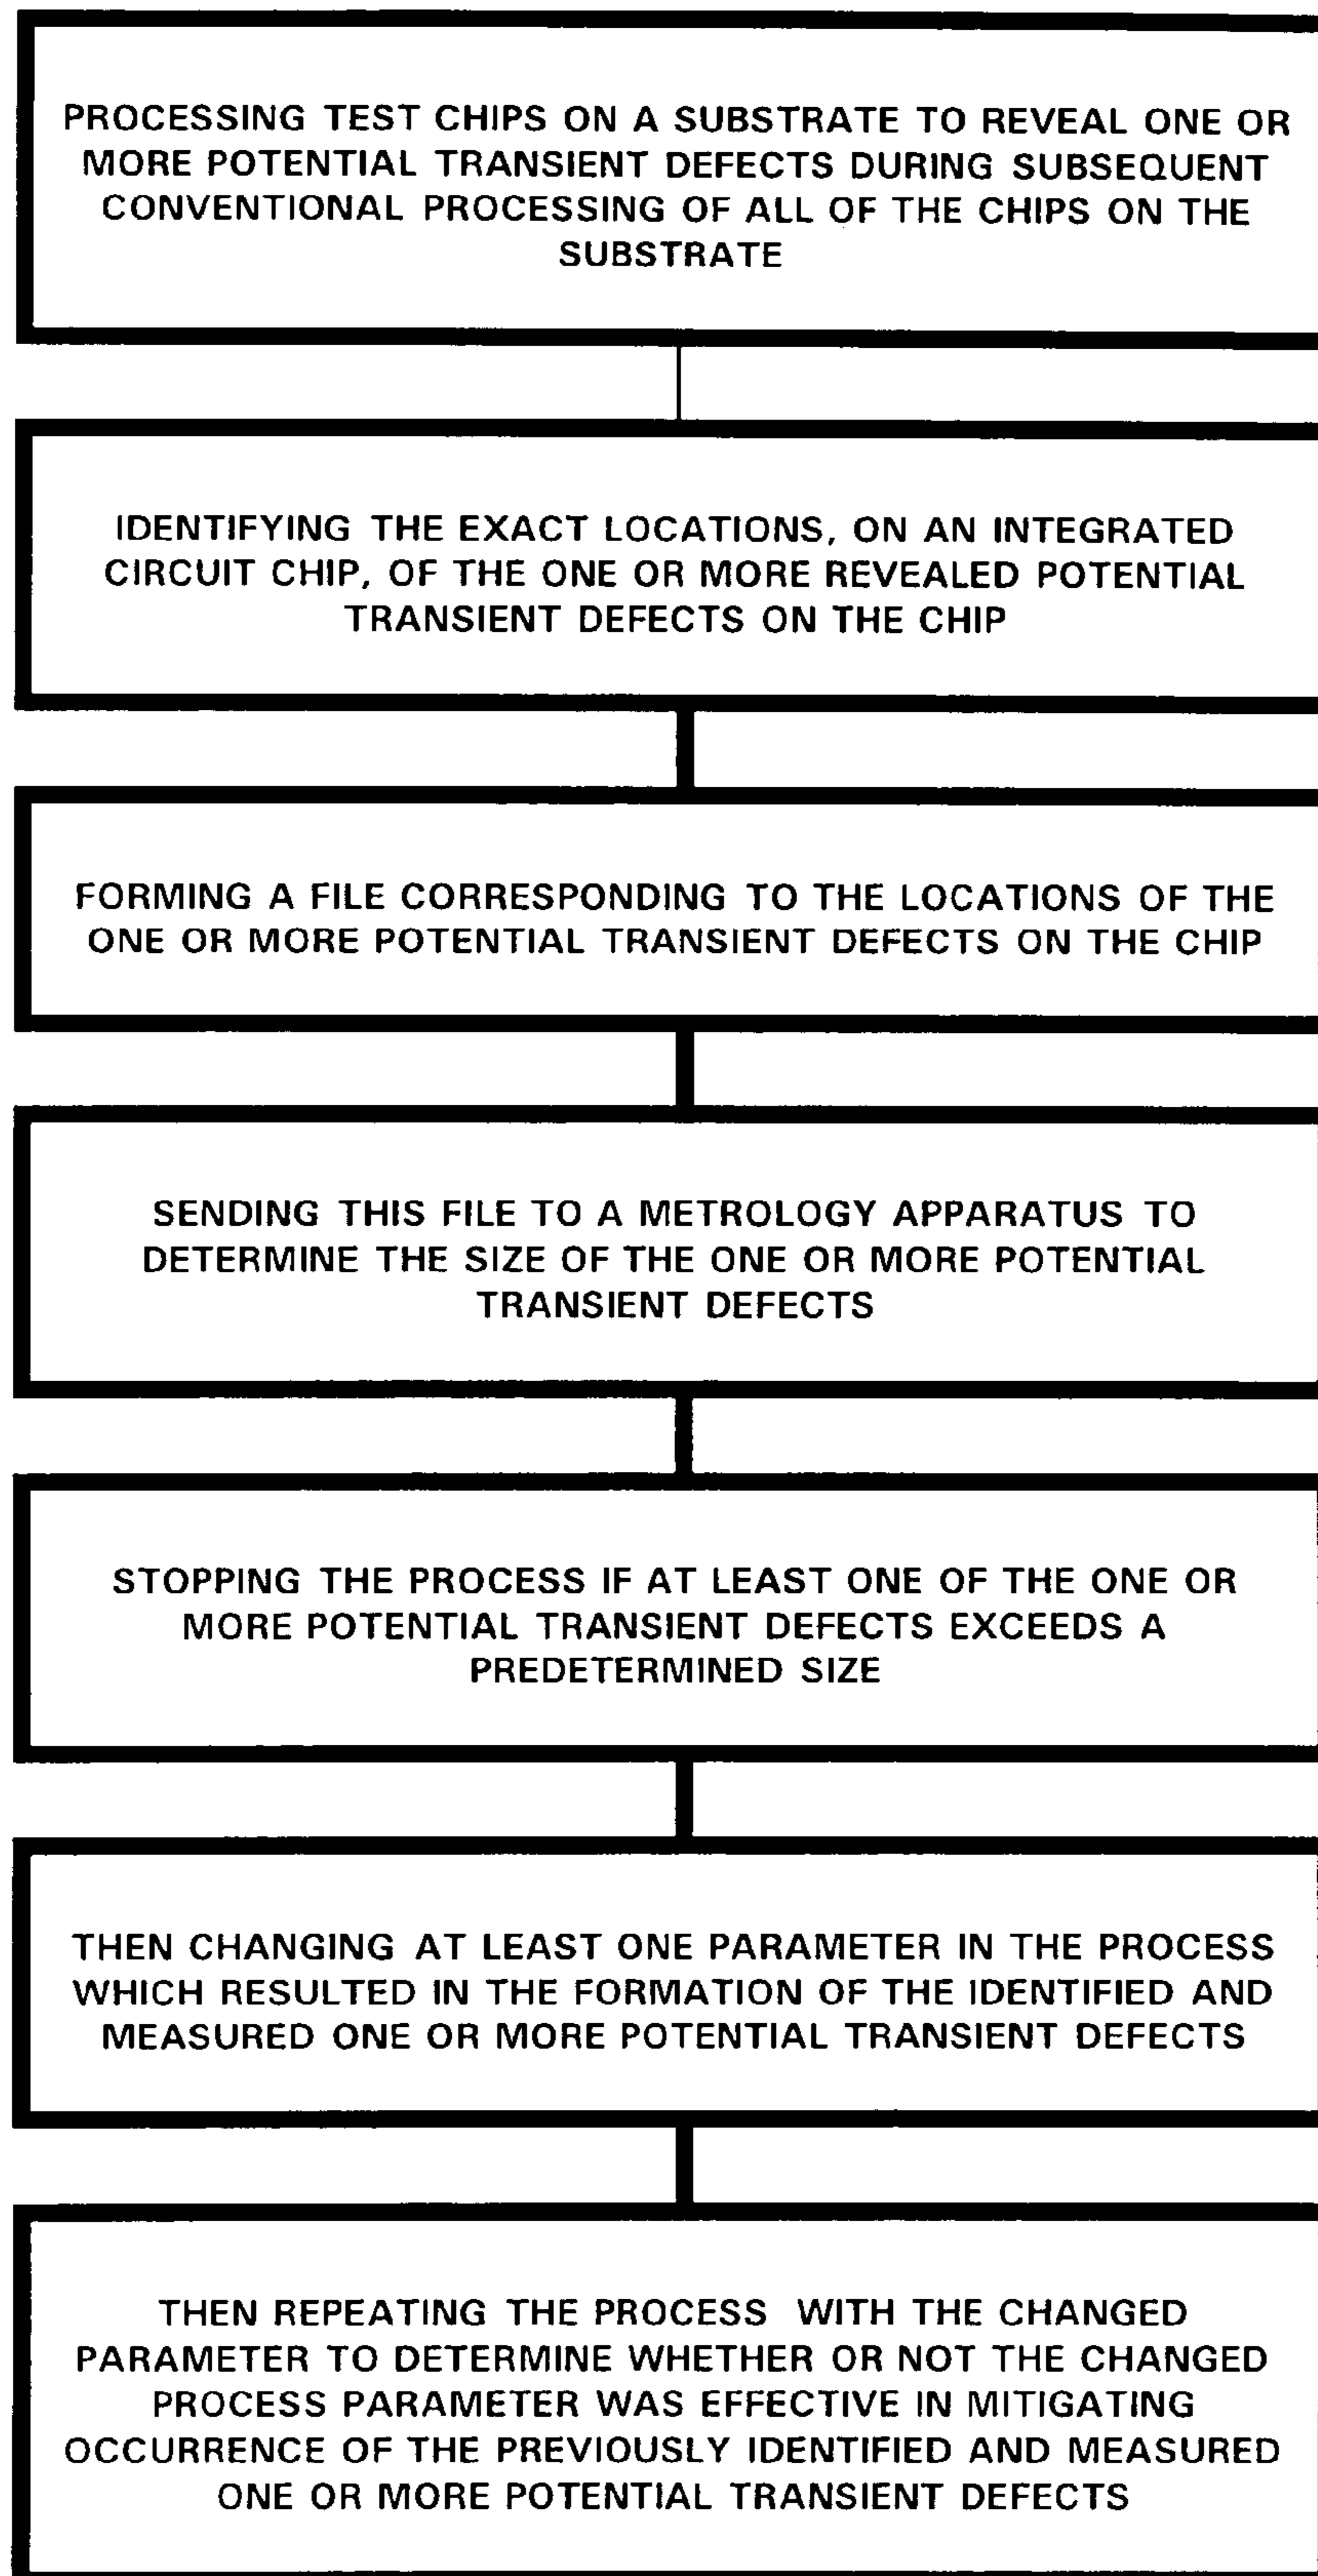 PROCESSING TEST CHIPS ON A SUBSTRATE TO REVEAL ONE OR
MORE POTENTIAL TRANSIENT DEFECTS DURING SUBSEQUENT
CONVENTIONAL PROCESSING OF ALL OF THE CHIPS ON THE
SUBSTRATE
IDENTIFYING THE EXACT LOCATIONS, ON AN INTEGRATED
CIRCUIT CHIP, OF THE ONE OR MORE REVEALED POTENTIAL
TRANSIENT DEFECTS ON THE CHIP
FORMING A FILE CORRESPONDING TO THE LOCATIONS OF THE
ONE OR MORE POTENTIAL TRANSIENT DEFECTS ON THE CHIP
SENDING THIS FILE TO A METROLOGY APPARATUS TO
DETERMINE THE SIZE OF THE ONE OR MORE POTENTIAL
TRANSIENT DEFECTS
STOPPING THE PROCESS IF AT LEAST ONE OF THE ONE OR
MORE POTENTIAL TRANSIENT DEFECTS EXCEEDS A
PREDETERMINED SIZE
THEN CHANGING AT LEAST ONE PARAMETER IN THE PROCESS
WHICH RESULTED IN THE FORMATION OF THE IDENTIFIED AND
MEASURED ONE OR MORE POTENTIAL TRANSIENT DEFECTS
THEN REPEATING THE PROCESS WITH THE CHANGED
PARAMETER TO DETERMINE WHETHER OR NOT THE CHANGED
PROCESS PARAMETER WAS EFFECTIVE IN MITIGATING
OCCURRENCE OF THE PREVIOUSLY IDENTIFIED AND MEASURED
ONE OR MORE POTENTIAL TRANSIENT DEFECTS